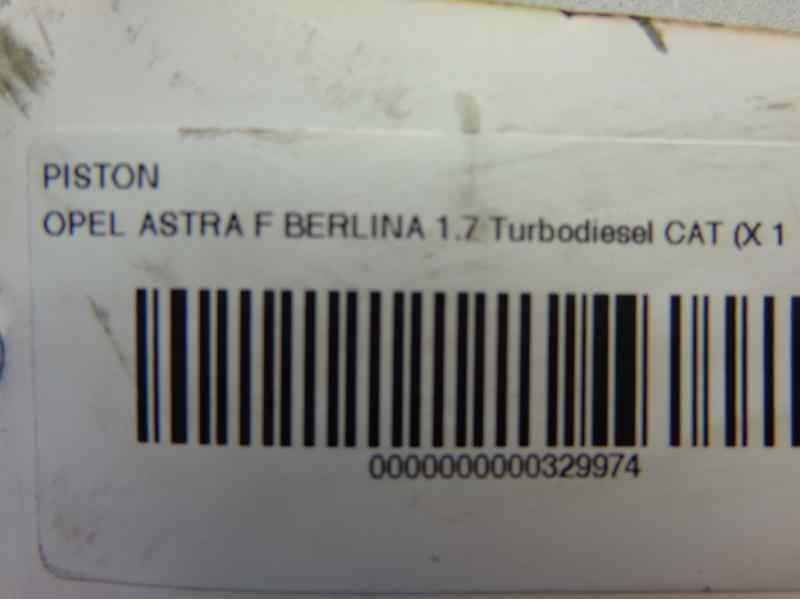 PISTON
OPEL ASTRA F BERLINA 1.7 Turbodiesel CAT (X 1
0000000000329974